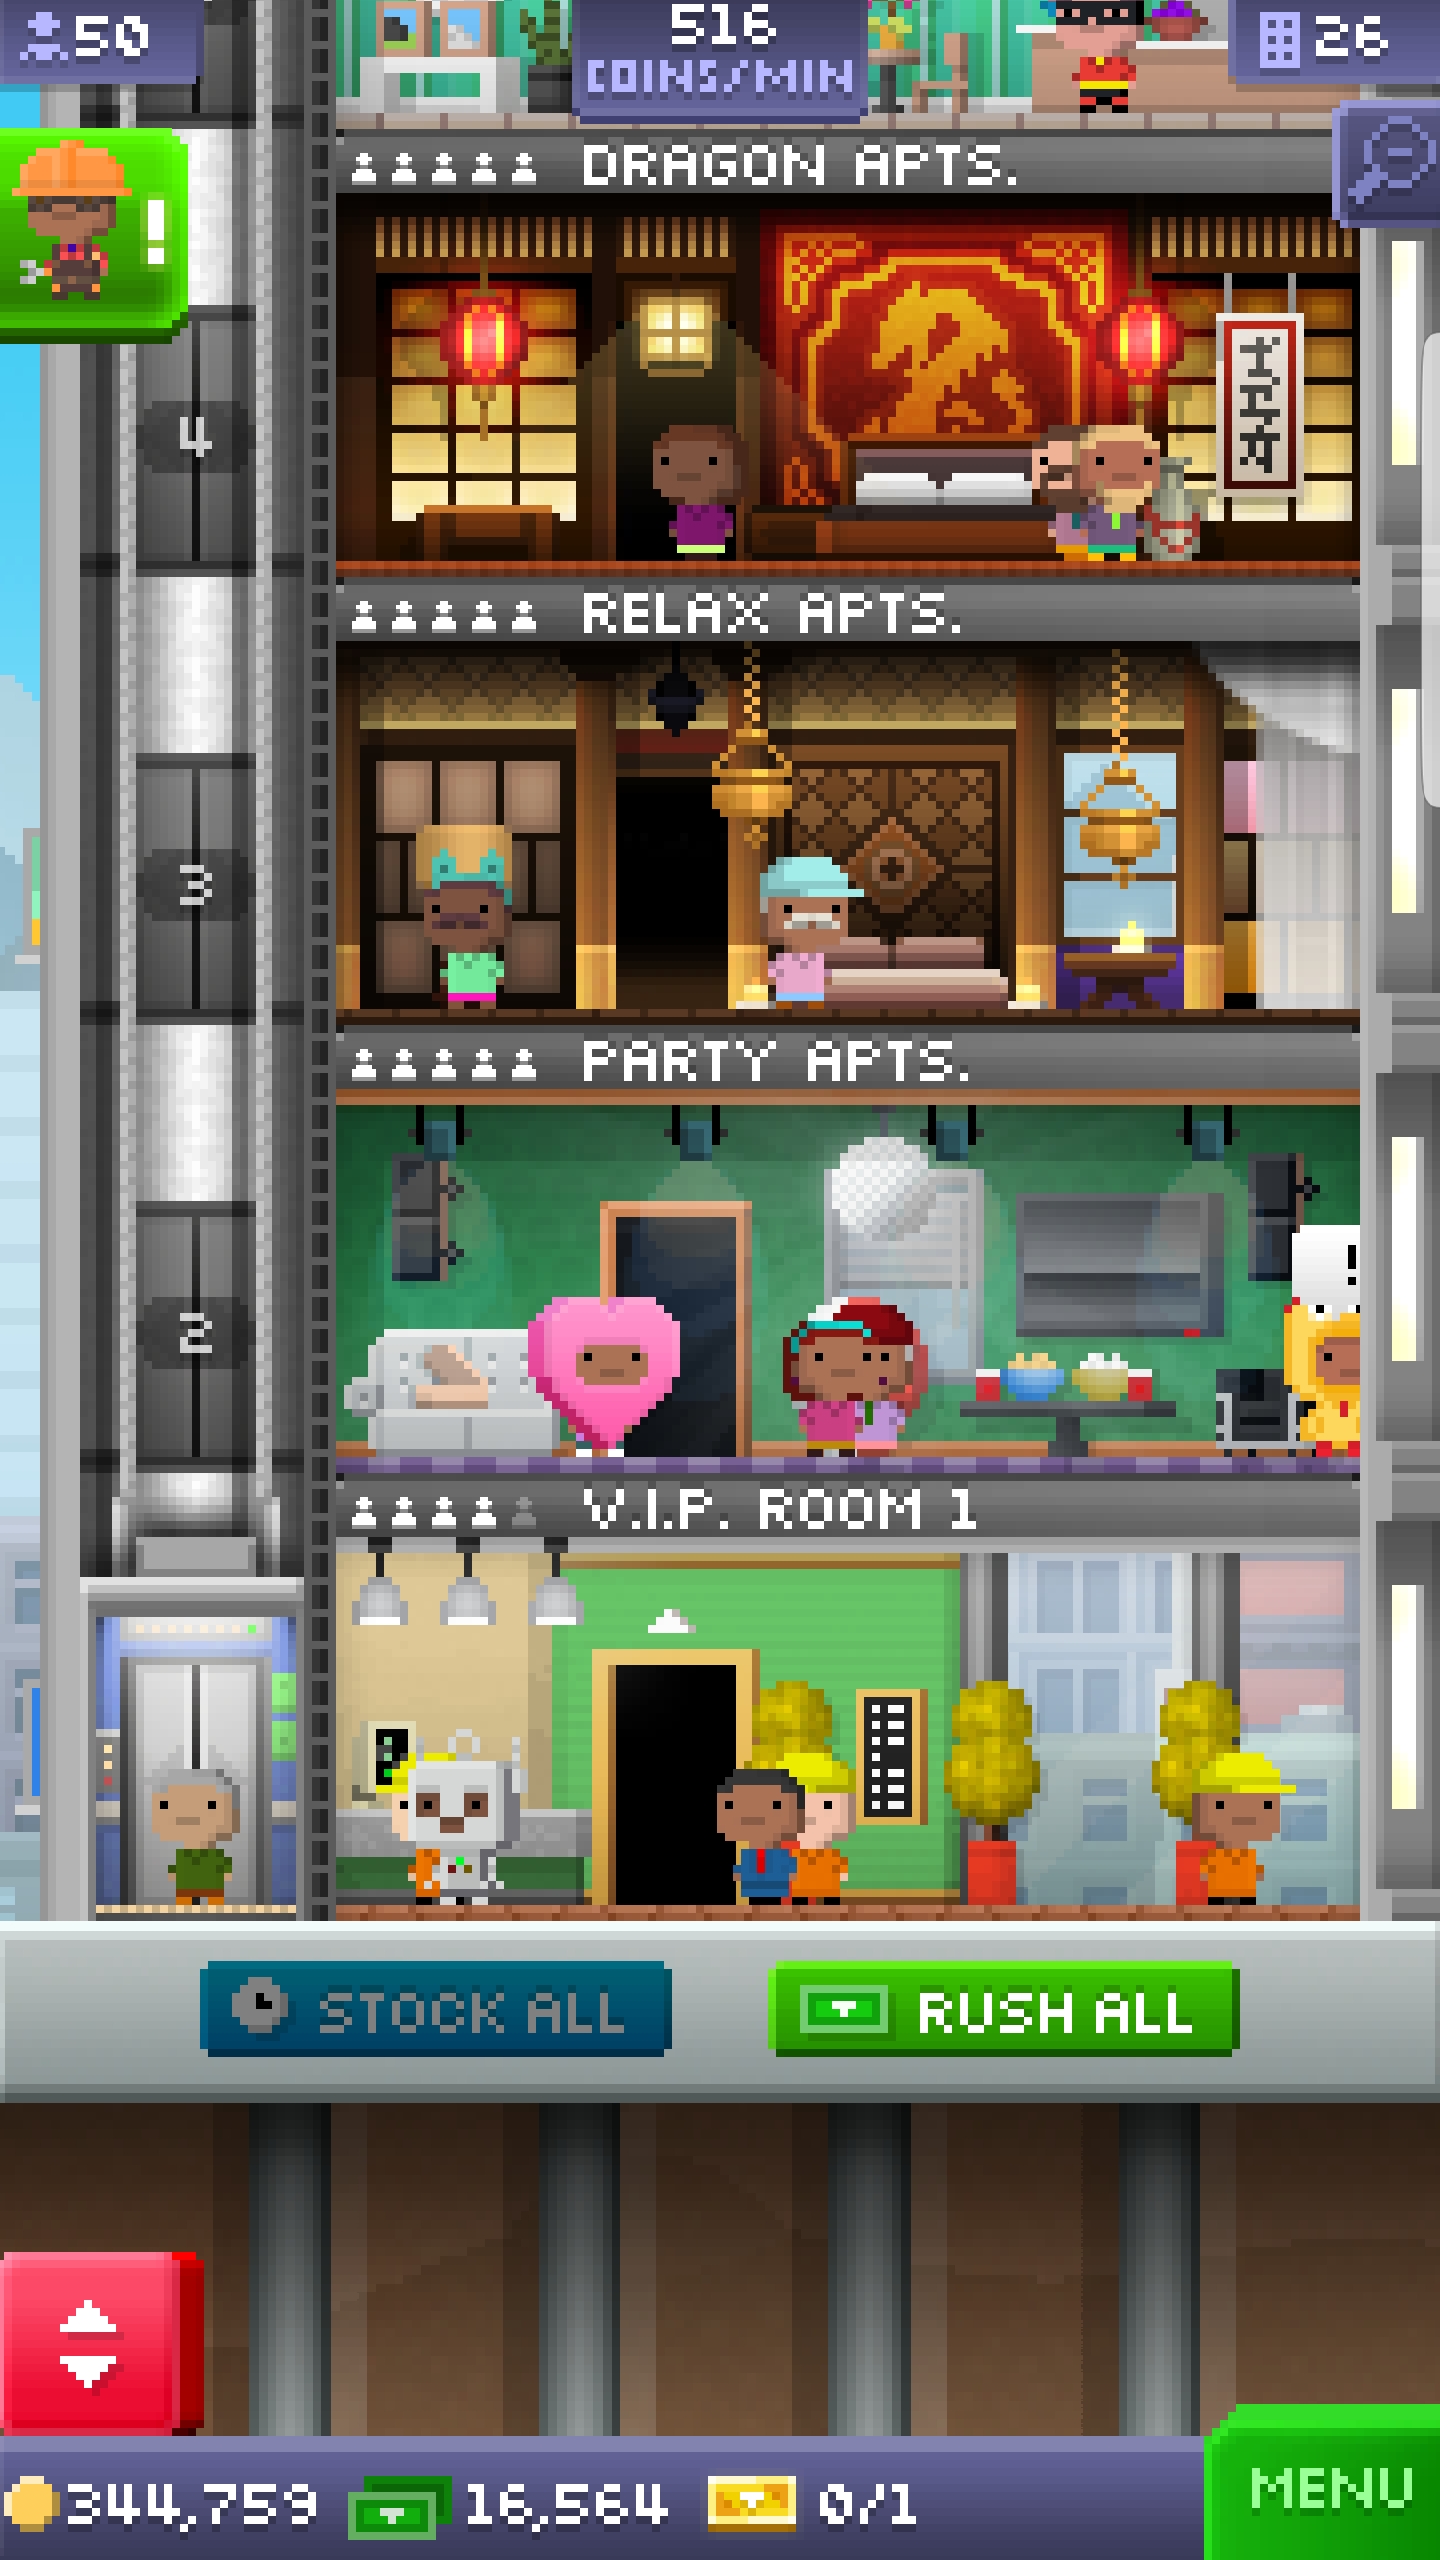 50
516
COINS/MIN
26
!
DRAGON APTS.
4
RELAX APTS.
3
PARTY APTS.
!
2
V.I.P. ROOM 1
STOCK ALL
RUSH ALL
344,759
16,564
0/1
MENU